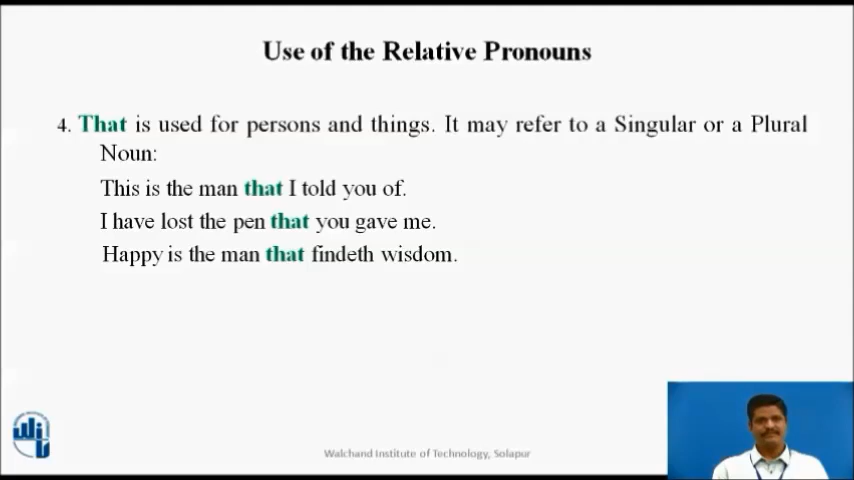 Use of the Relative Pronouns
4. That is used for persons and things. It may refer to a Singular or a Plural
Noun:
This is the man that I told you of.
I have lost the pen that you gave me.
Happy is the man that findeth wisdom.
Walchand Institute of Technology, Solapur